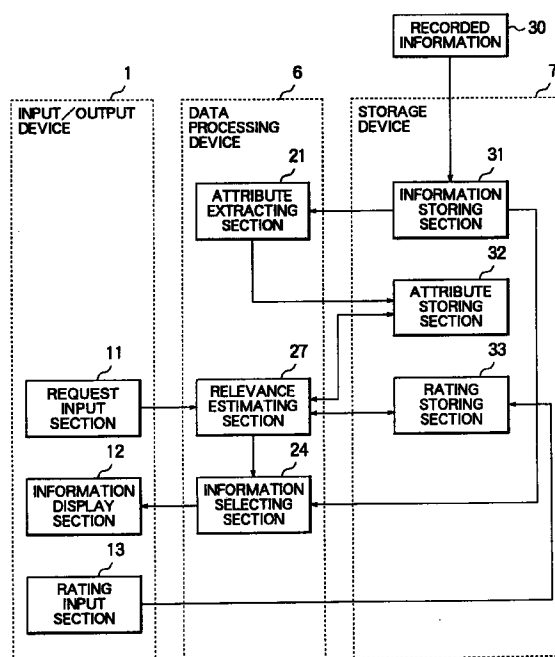 RECORDED
INFORMATION
30
1
6
7
INPUT/OUTPUT
DEVICE
DATA
PROCESSING
DEVICE
STORAGE
DEVICE
21
ATTRIBUTE
EXTRACTING
SECTION
31
INFORMATION
STORING
SECTION
32
ATTRIBUTE
STORING
SECTION
11
REQUEST
INPUT
SECTION
27
RELEVANCE
ESTIMATING
SECTION
33
RATING
STORING
SECTION
12
INFORMATION
DISPLAY
SECTION
24
INFORMATION
SELECTING
SECTION
13
RATING
INPUT
SECTION